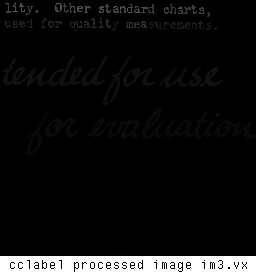 lity. Other standard charts,
used for quality measurements.
tended for use
for evaluation
cclabel processed image im3.vx